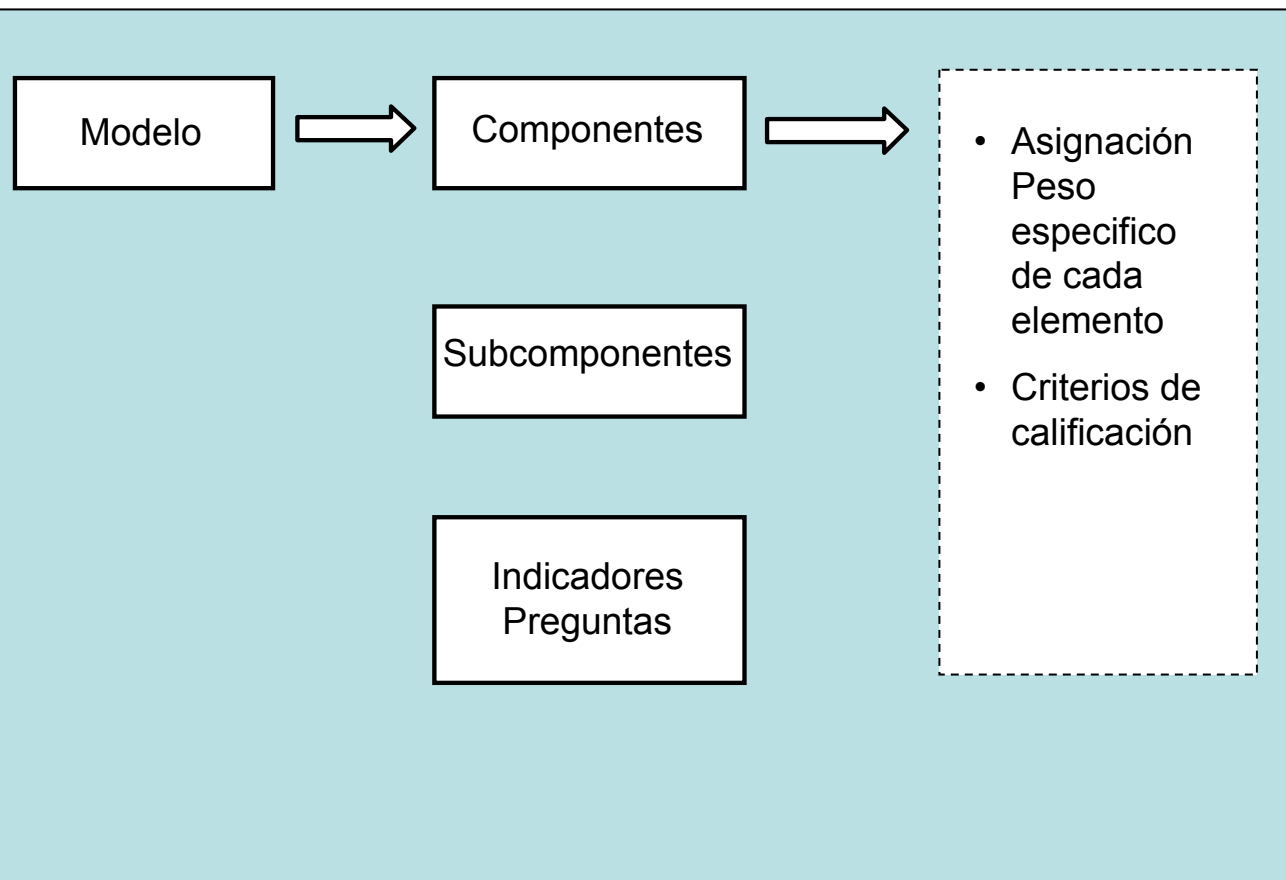 Modelo
Componentes
Subcomponentes
Indicadores
Preguntas
• Asignación
Peso
especifico
de cada
elemento
• Criterios de
calificación